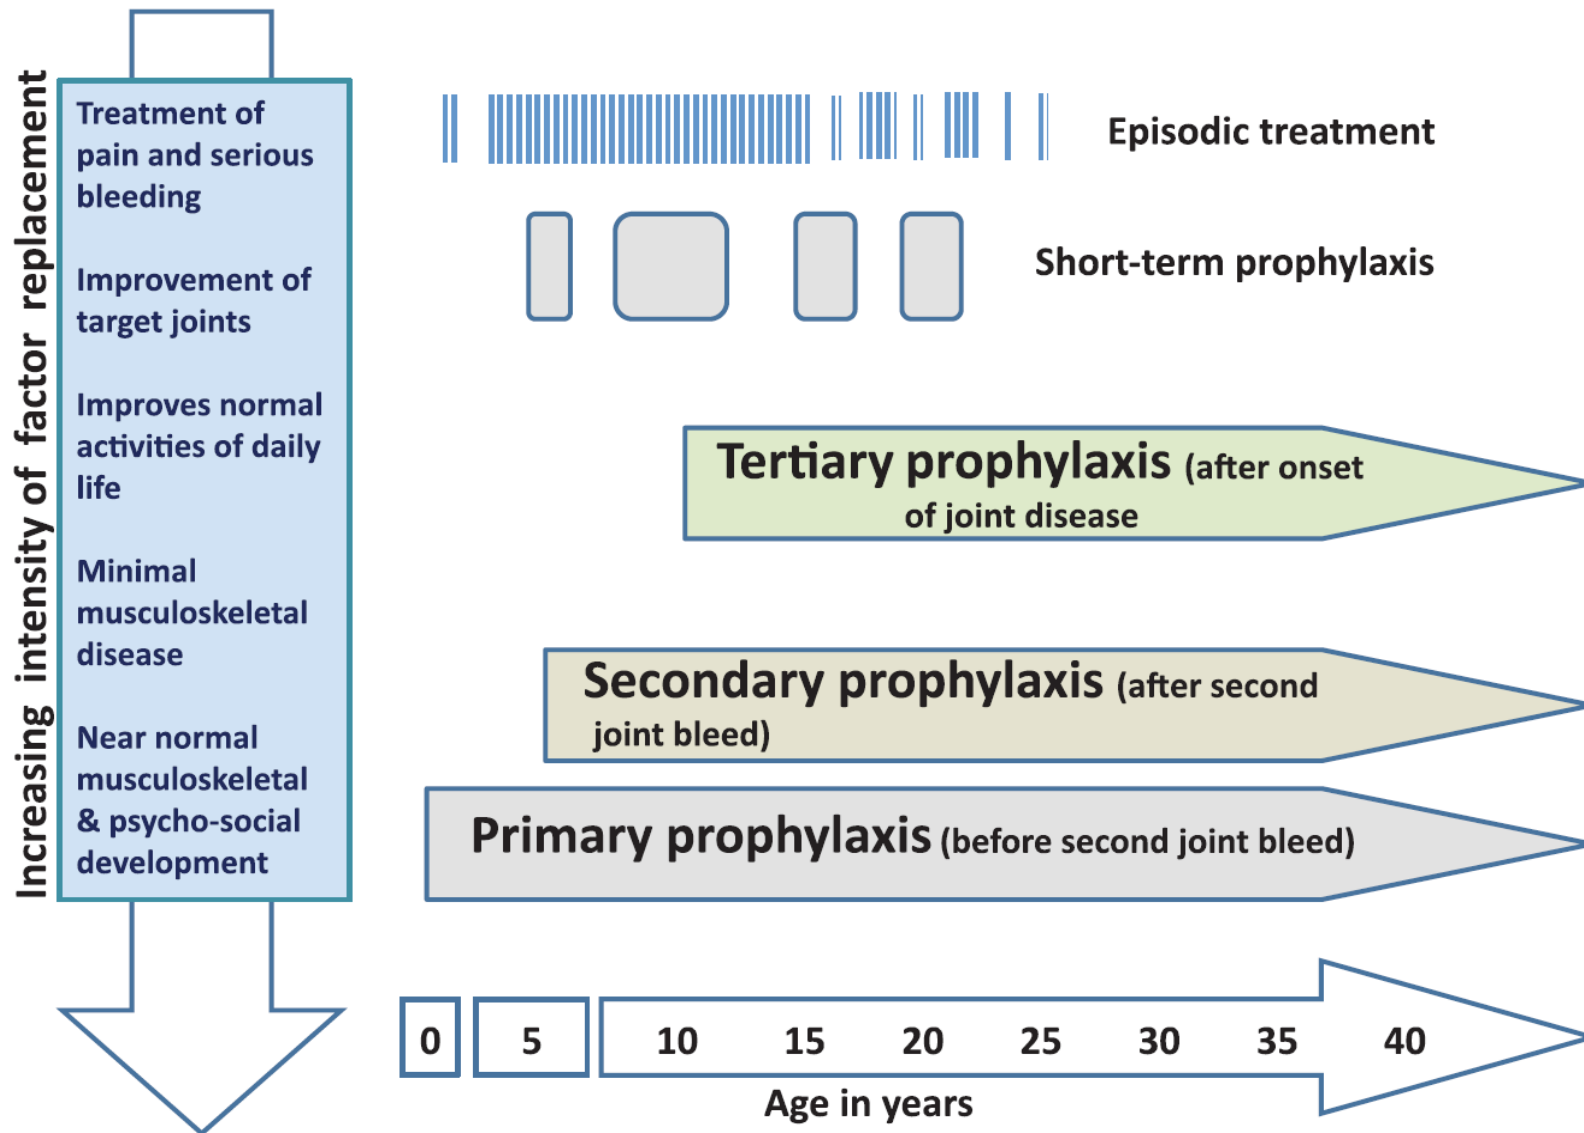 Increasing intensity of factor replacement
Treatment of
pain and serious
bleeding
Improvement of
target joints
Improves normal
activities of daily
life
Minimal
musculoskeletal
disease
Near normal
musculoskeletal
& psycho-social
development
Episodic treatment
Short-term prophylaxis
Tertiary prophylaxis (after onset
of joint disease
Secondary prophylaxis (after second
joint bleed)
Primary prophylaxis (before second joint bleed)
0 5 10 15 20 25 30 35 40
Age in years